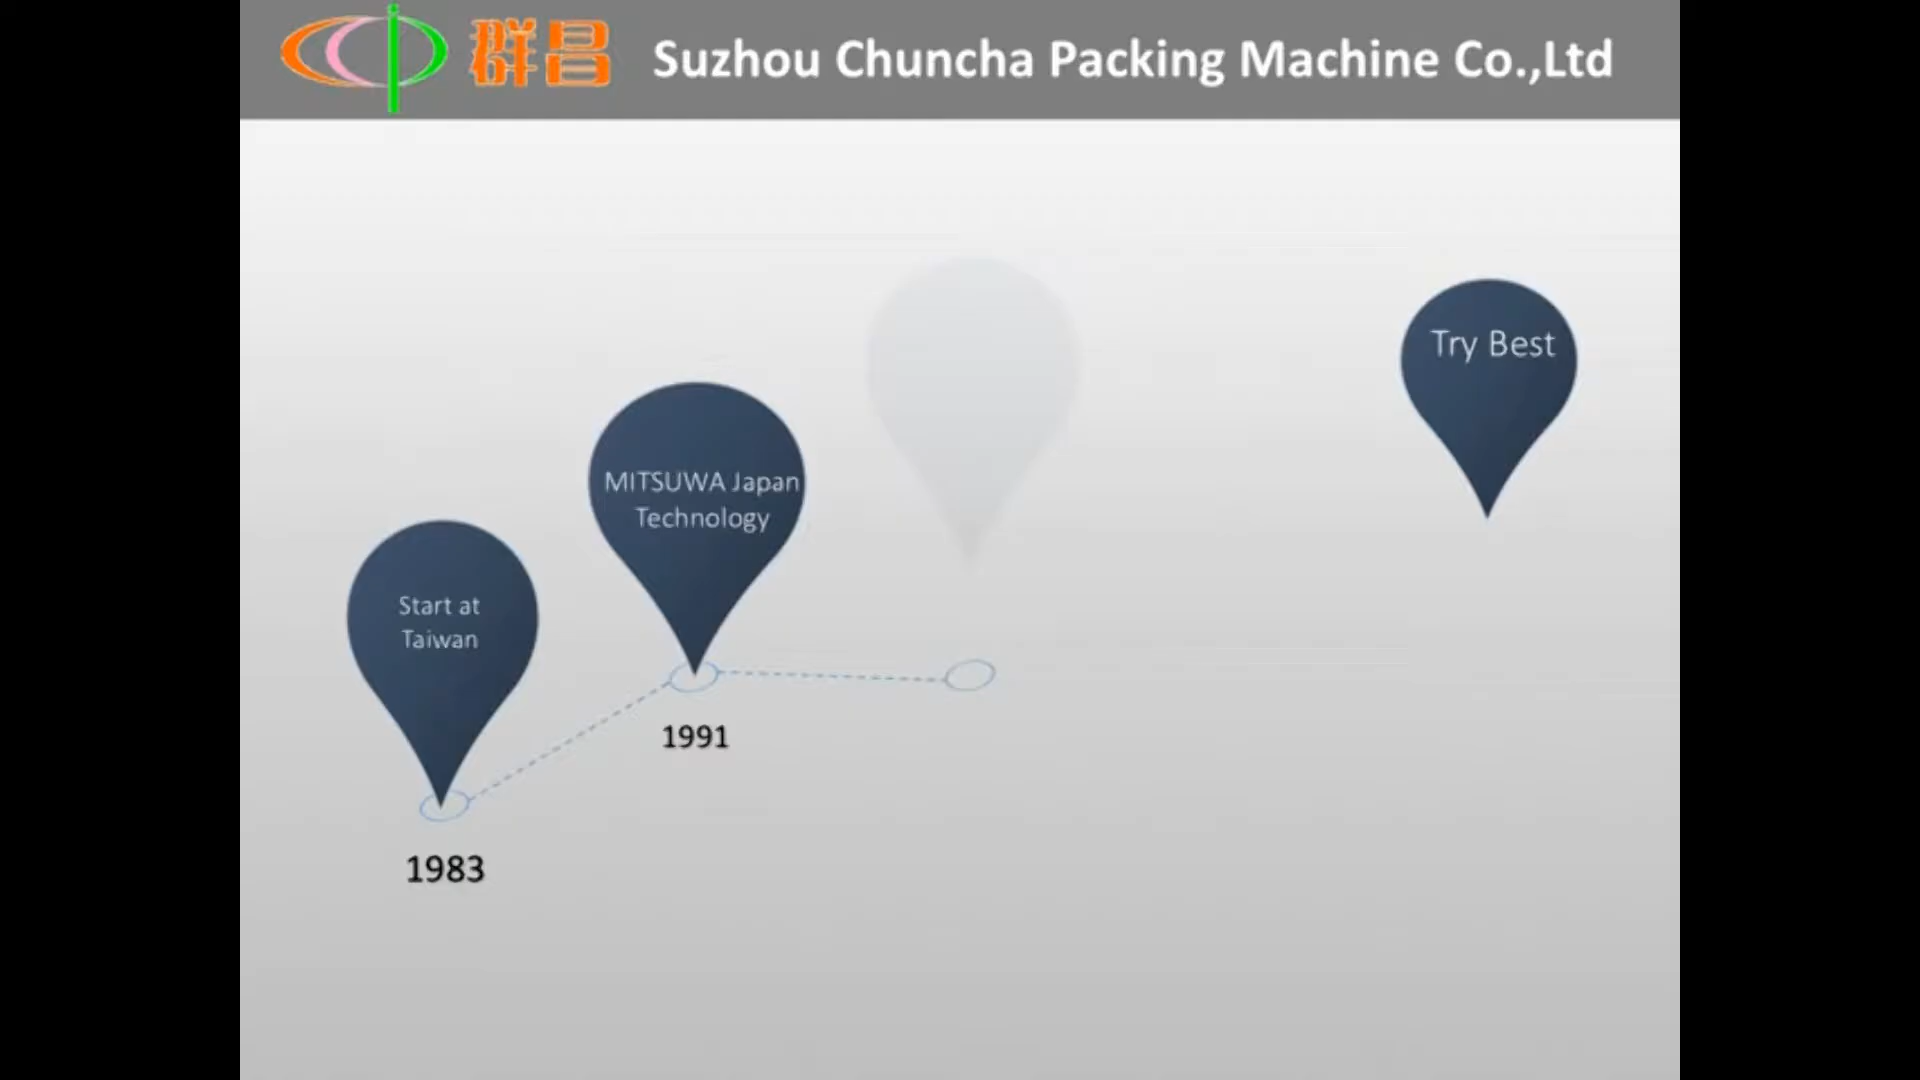 群昌 Suzhou Chuncha Packing Machine Co.,Ltd
Try Best
MITSUWA Japan
Technology
Start at
Taiwan
1991
1983